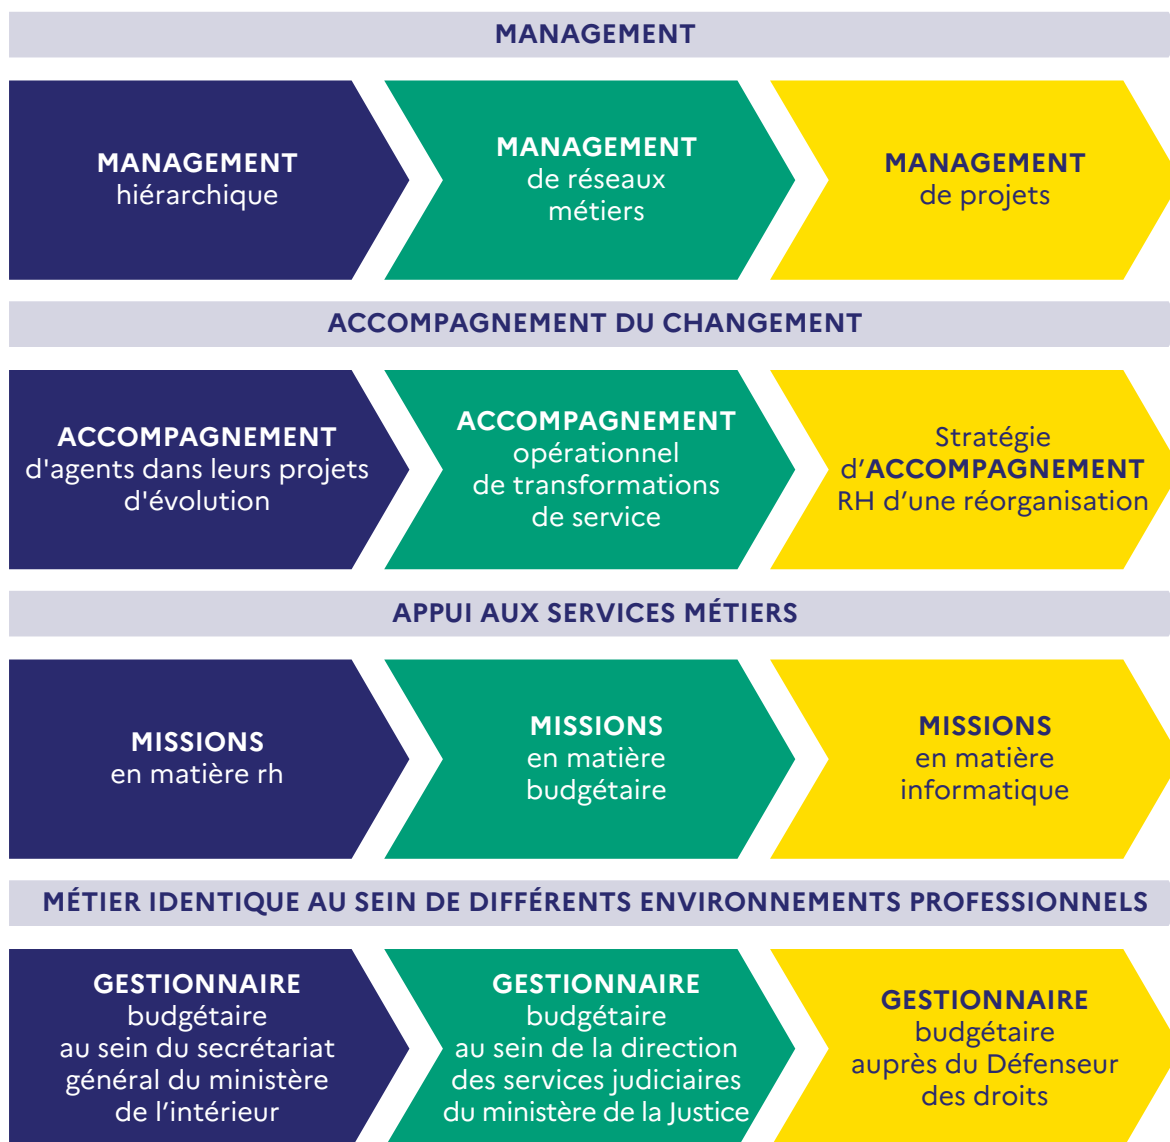 MANAGEMENT
MANAGEMENT
hiérarchique
MANAGEMENT
de réseaux
métiers
MANAGEMENT
de projets
ACCOMPAGNEMENT DU CHANGEMENT
ACCOMPAGNEMENT
d'agents dans leurs projets
d'évolution
ACCOMPAGNEMENT
opérationnel
de transformations
de service
Stratégie
d’ACCOMPAGNEMENT
RH d’une réorganisation
APPUI AUX SERVICES MÉTIERS
MISSIONS
en matière rh
MISSIONS
en matière
budgétaire
MISSIONS
en matière
informatique
MÉTIER IDENTIQUE AU SEIN DE DIFFÉRENTS ENVIRONNEMENTS PROFESSIONNELS
GESTIONNAIRE
budgétaire
au sein du secrétariat
général du ministère
de l’intérieur
GESTIONNAIRE
budgétaire
au sein de la direction
des services judiciaires
du ministère de la Justice
GESTIONNAIRE
budgétaire
auprès du Défenseur
des droits